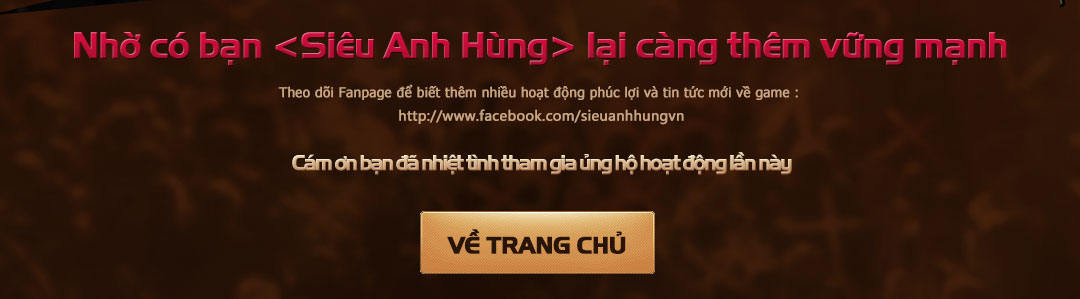 Nhờ có bạn <Siêu Anh Hùng> lại càng thêm vững mạnh
Theo dõi Fanpage để biết thêm nhiều hoạt động phúc lợi và tin tức mới về game :
http://www.facebook.com/sieuanhhungvn
Cám ơn bạn đã nhiệt tình tham gia ủng hộ hoạt động lần này
VỀ TRANG CHỦ